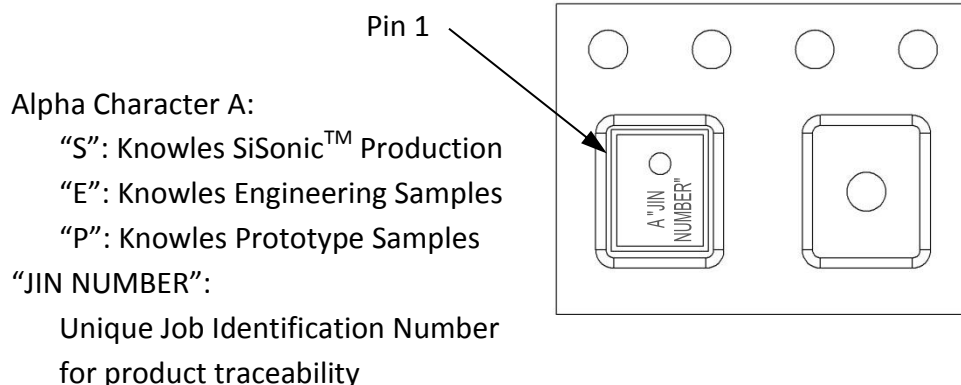 Pin 1
Alpha Character A:
“S”: Knowles SiSonic™ Production
“E”: Knowles Engineering Samples
“P”: Knowles Prototype Samples
“JIN NUMBER”:
Unique Job Identification Number
for product traceability
A "JIN
NUMBER"